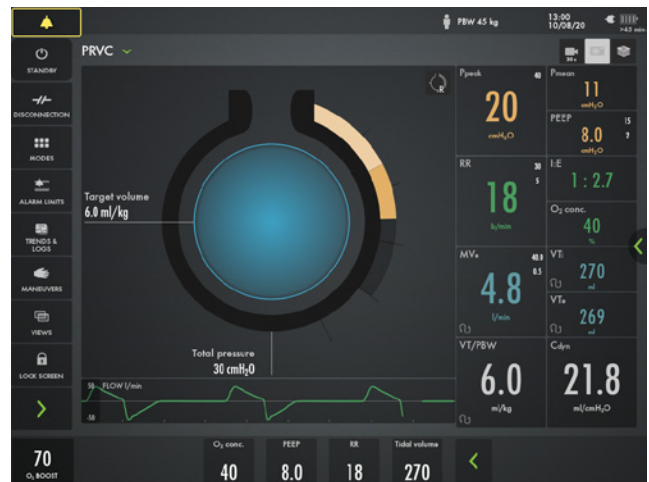 PBW 45 kg
13:00
10/08/20
>45 min
PRVC
30 s
STANDBY
DISCONNECTION
MODES
ALARM LIMITS
TRENDS &
LOGS
MANEUVERS
VIEWS
LOCK SCREEN
R
Target volume
6.0 ml/kg
Total pressure
30 cmH₂O
50 FLOW l/min
-50
Ppeak 40
20
cmH₂O
Pmean
11
cmH₂O
PEEP 15
8.0
cmH₂O
RR 30
5
18
b/min
I:E
1 : 2.7
O₂ conc.
40
%
MVe 40.0
0.5
4.8
l/min
VTi
270
ml
VTe
269
ml
VT/PBW
6.0
ml/kg
Cdyn
21.8
ml/cmH₂O
70
O₂ BOOST
O₂ conc. PEEP RR Tidal volume
40 8.0 18 270